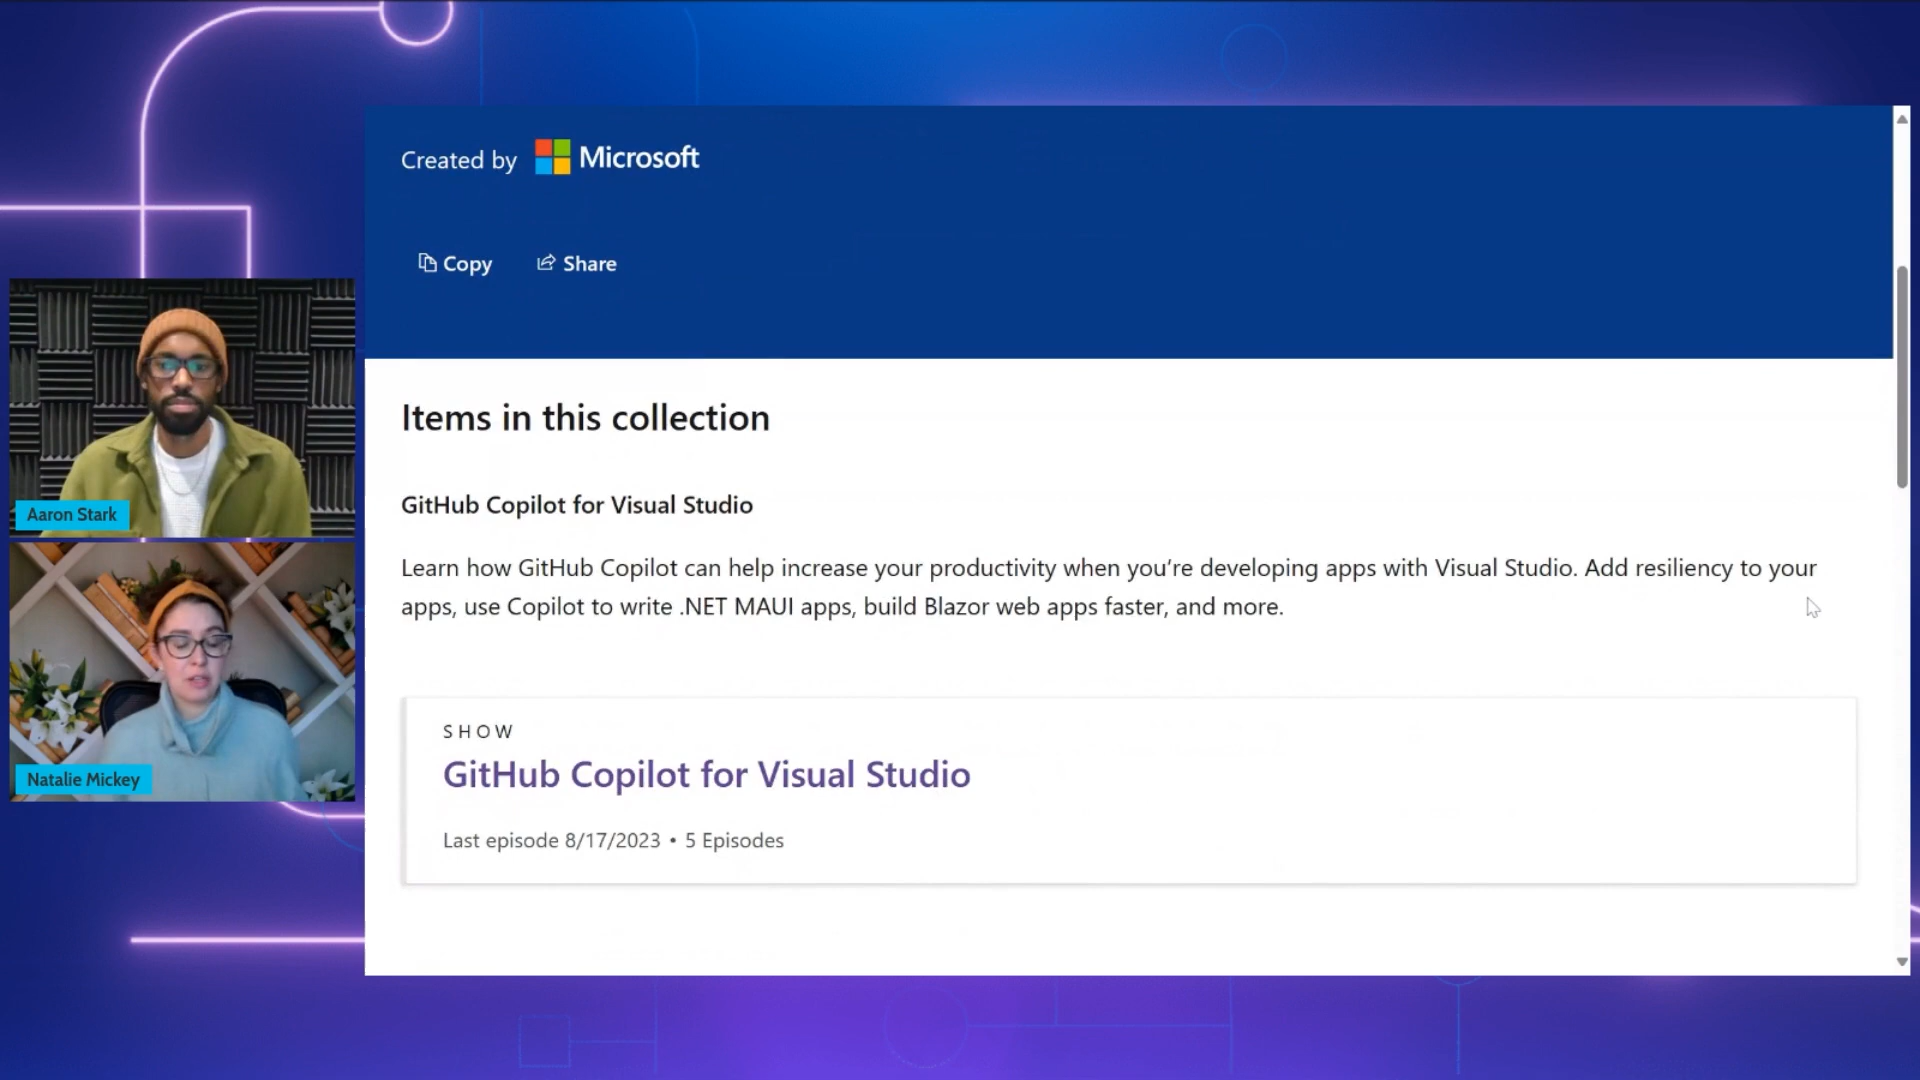 Created by Microsoft
Copy Share
Items in this collection
GitHub Copilot for Visual Studio
Learn how GitHub Copilot can help increase your productivity when you’re developing apps with Visual Studio. Add resiliency to your
apps, use Copilot to write .NET MAUI apps, build Blazor web apps faster, and more.
SHOW
GitHub Copilot for Visual Studio
Last episode 8/17/2023 • 5 Episodes
Aaron Stark
Natalie Mickey